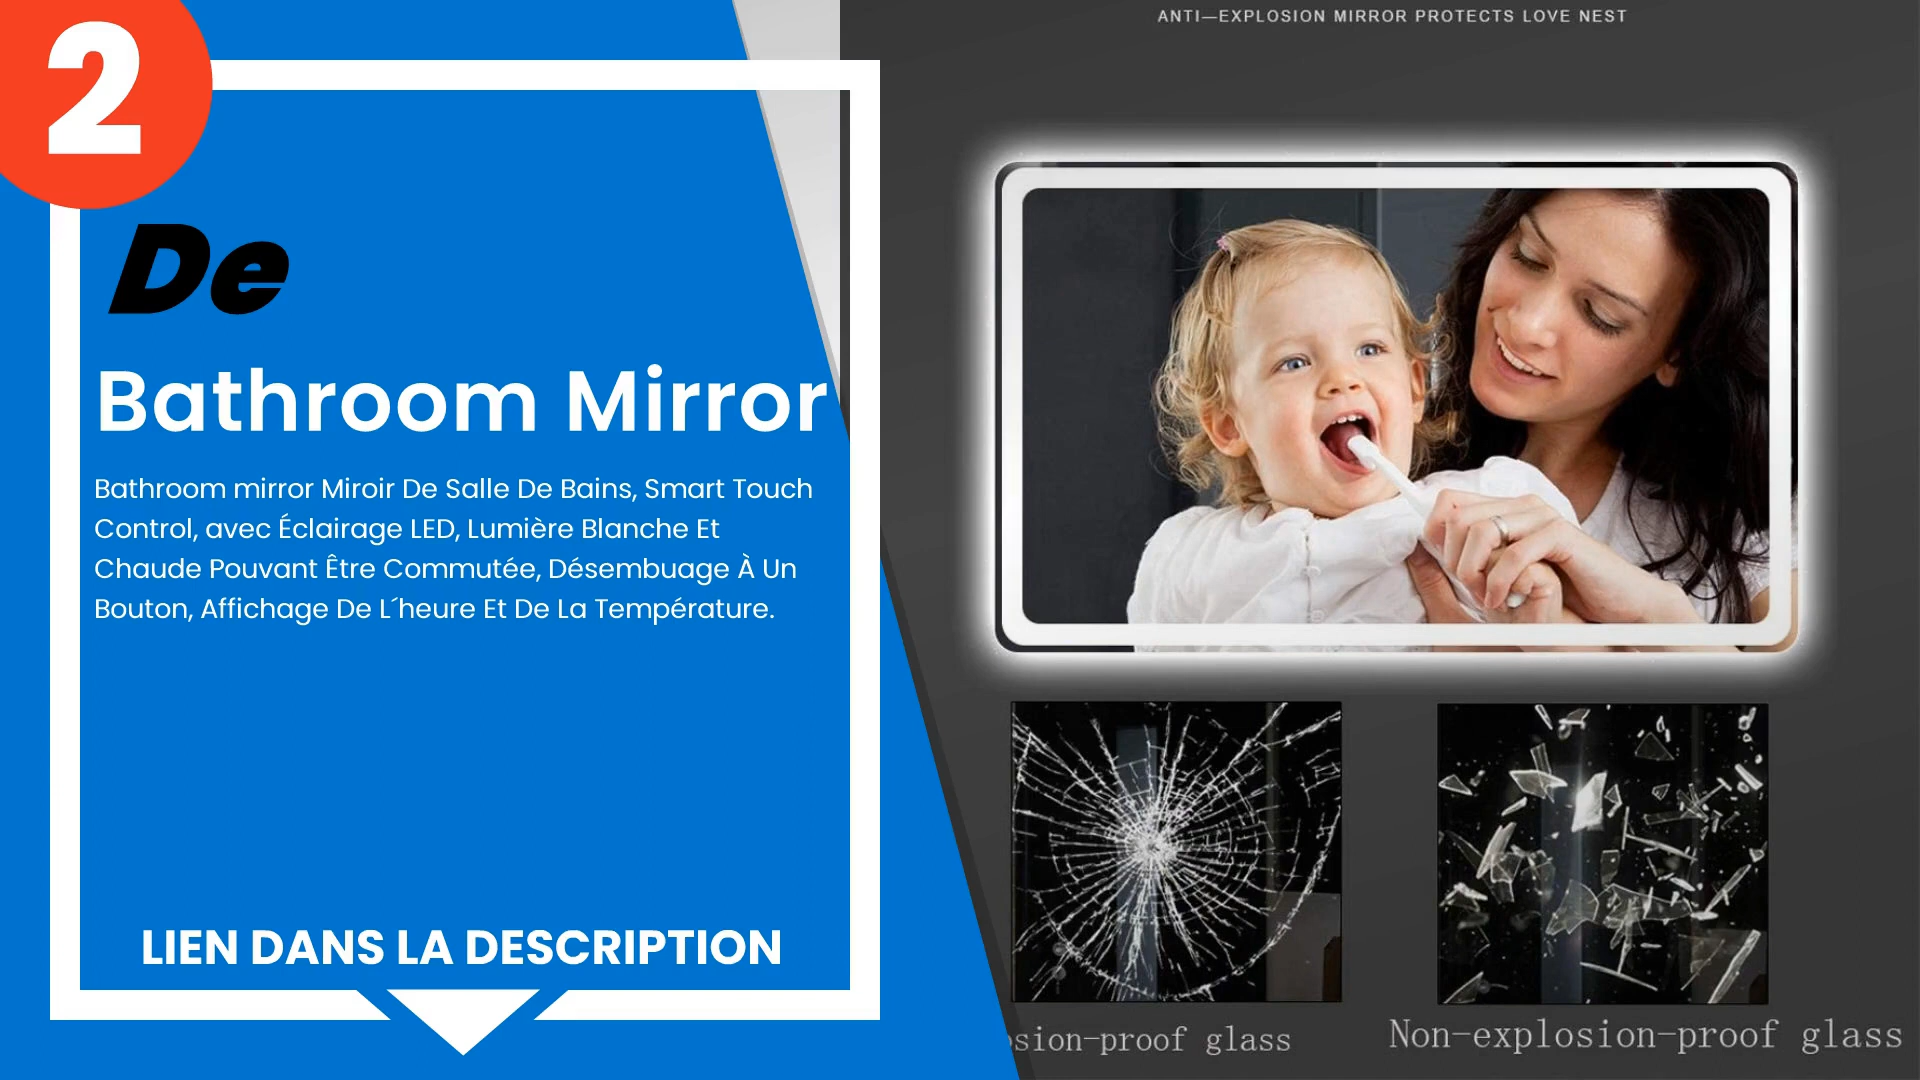 2
De
Bathroom Mirror
Bathroom mirror Miroir De Salle De Bains, Smart Touch
Control, avec Éclairage LED, Lumière Blanche Et
Chaude Pouvant Être Commutée, Désembuage À Un
Bouton, Affichage De L´heure Et De La Température.
LIEN DANS LA DESCRIPTION
ANTI—EXPLOSION MIRROR PROTECTS LOVE NEST
sion-proof glass
Non-explosion-proof glass